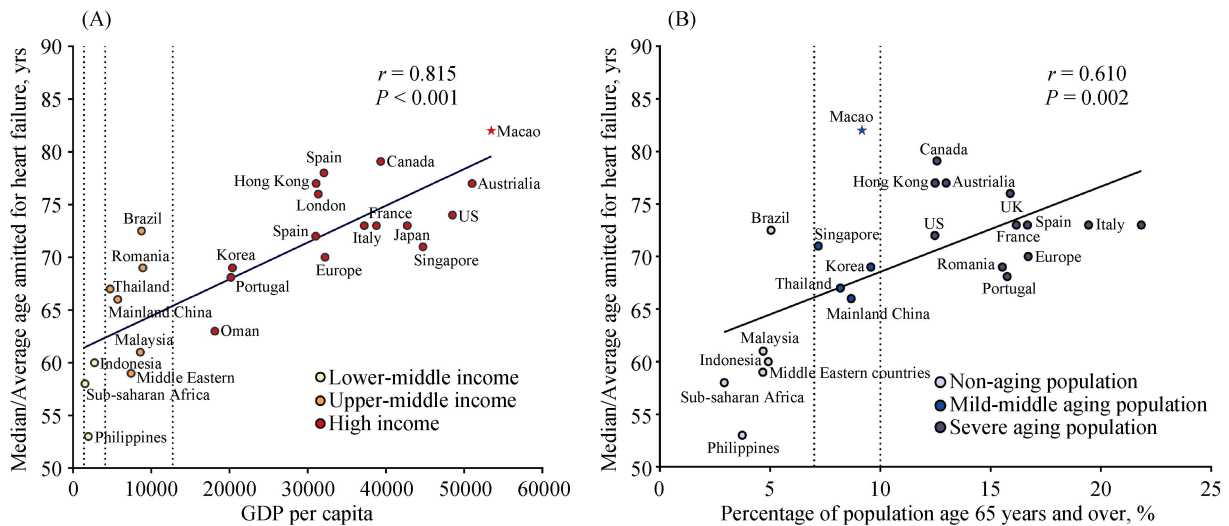 (A)
Median/Average age amitted for heart failure, yrs
90
85
80
75
70
65
60
55
50
r = 0.815
P < 0.001
Macao
Spain
Canada
Hong Kong
London
Austrialia
Brazil
Spain
France
US
Italy
Japan
Romania
Korea
Europe
Singapore
Thailand
Portugal
Mainland China
Malaysia
Oman
Indonesia
Middle Eastern
Sub-saharan Africa
Philippines
Lower-middle income
Upper-middle income
High income
0
10000
20000
30000
40000
50000
60000
GDP per capita
(B)
Median/Average age amitted for heart failure, yrs
90
85
80
75
70
65
60
55
50
r = 0.610
P = 0.002
Macao
Canada
Hong Kong
Austrialia
UK
Brazil
US
Spain
Italy
Singapore
France
Korea
Romania
Europe
Thailand
Portugal
Mainland China
Malaysia
Indonesia
Middle Eastern countries
Sub-saharan Africa
Philippines
Non-aging population
Mild-middle aging population
Severe aging population
0
5
10
15
20
25
Percentage of population age 65 years and over, %